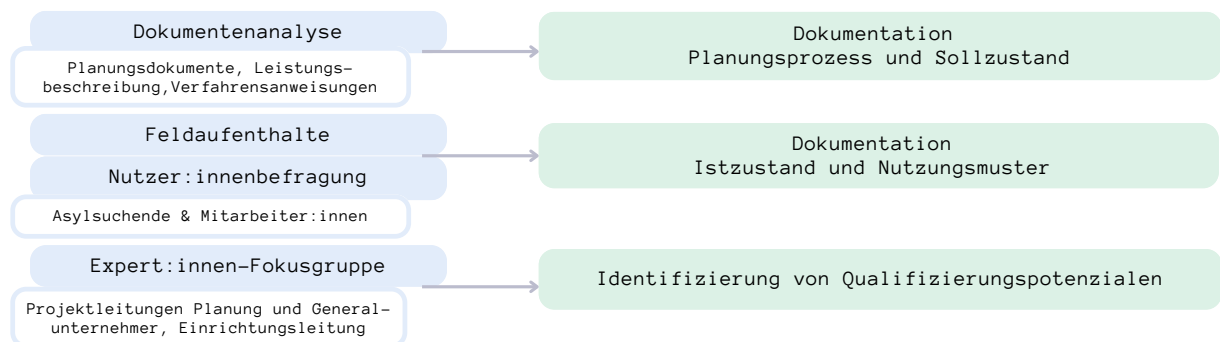 Dokumentenanalyse
Planungsdokumente, Leistungs-
beschreibung,Verfahrensanweisungen
Dokumentation
Planungsprozess und Sollzustand
Feldaufenthalte
Nutzer:innenbefragung
Asylsuchende & Mitarbeiter:innen
Dokumentation
Istzustand und Nutzungsmuster
Expert:innen-Fokusgruppe
Projektleitungen Planung und General-
unternehmer, Einrichtungsleitung
Identifizierung von Qualifizierungspotenzialen